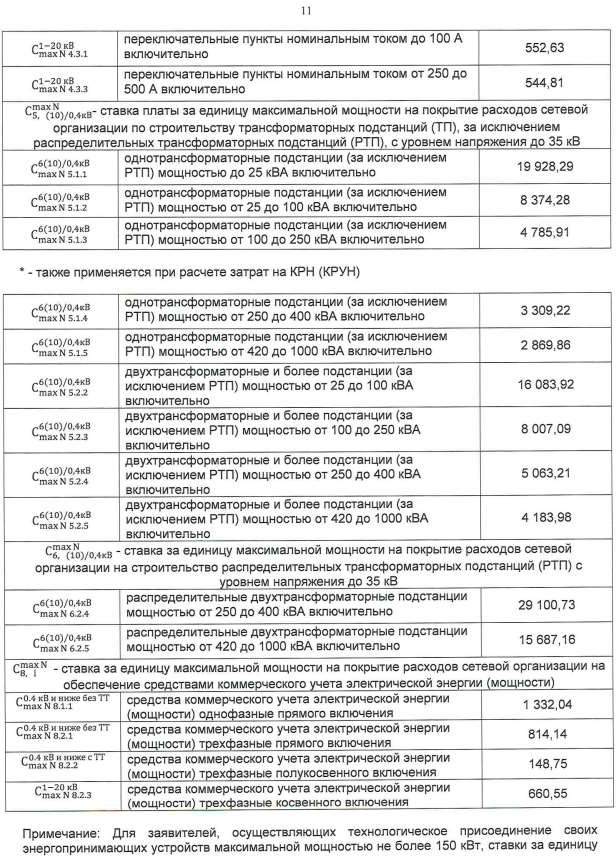 11
C^{1–20 кВ}_{max N 4.3.1} переключательные пункты номинальным током до 100 А
включительно 552,63
C^{1–20 кВ}_{max N 4.3.3} переключательные пункты номинальным током от 250 до
500 А включительно 544,81
C^{max N}_{5, (10)/0,4кВ}- ставка платы за единицу максимальной мощности на покрытие расходов сетевой
организации по строительству трансформаторных подстанций (ТП), за исключением
распределительных трансформаторных подстанций (РТП), с уровнем напряжения до 35 кВ
C^{6(10)/0,4кВ}_{max N 5.1.1} однотрансформаторные подстанции (за исключением
РТП) мощностью до 25 кВА включительно 19 928,29
C^{6(10)/0,4кВ}_{max N 5.1.2} однотрансформаторные подстанции (за исключением
РТП) мощностью от 25 до 100 кВА включительно 8 374,28
C^{6(10)/0,4кВ}_{max N 5.1.3} однотрансформаторные подстанции (за исключением
РТП) мощностью от 100 до 250 кВА включительно 4 785,91
* - также применяется при расчете затрат на КРН (КРУН)
C^{6(10)/0,4кВ}_{max N 5.1.4} однотрансформаторные подстанции (за исключением
РТП) мощностью от 250 до 400 кВА включительно 3 309,22
C^{6(10)/0,4кВ}_{max N 5.1.5} однотрансформаторные подстанции (за исключением
РТП) мощностью от 420 до 1000 кВА включительно 2 869,86
C^{6(10)/0,4кВ}_{max N 5.2.2} двухтрансформаторные и более подстанции (за
исключением РТП) мощностью от 25 до 100 кВА
включительно 16 083,92
C^{6(10)/0,4кВ}_{max N 5.2.3} двухтрансформаторные и более подстанции (за
исключением РТП) мощностью от 100 до 250 кВА
включительно 8 007,09
C^{6(10)/0,4кВ}_{max N 5.2.4} двухтрансформаторные и более подстанции (за
исключением РТП) мощностью от 250 до 400 кВА
включительно 5 063,21
C^{6(10)/0,4кВ}_{max N 5.2.5} двухтрансформаторные и более подстанции (за
исключением РТП) мощностью от 420 до 1000 кВА
включительно 4 183,98
C^{max N}_{6, (10)/0,4кВ} - ставка за единицу максимальной мощности на покрытие расходов сетевой
организации на строительство распределительных трансформаторных подстанций (РТП) с
уровнем напряжения до 35 кВ
C^{6(10)/0,4кВ}_{max N 6.2.4} распределительные двухтрансформаторные подстанции
мощностью от 250 до 400 кВА включительно 29 100,73
C^{6(10)/0,4кВ}_{max N 6.2.5} распределительные двухтрансформаторные подстанции
мощностью от 420 до 1000 кВА включительно 15 687,16
C^{max N}_{8, i} - ставка за единицу максимальной мощности на покрытие расходов сетевой организации на
обеспечение средствами коммерческого учета электрической энергии (мощности)
C^{0.4 кВ и ниже без ТТ}_{max N 8.1.1} средства коммерческого учета электрической энергии
(мощности) однофазные прямого включения 1 332,04
C^{0.4 кВ и ниже без ТТ}_{max N 8.2.1} средства коммерческого учета электрической энергии
(мощности) трехфазные прямого включения 814,14
C^{0.4 кВ и ниже с ТТ}_{max N 8.2.2} средства коммерческого учета электрической энергии
(мощности) трехфазные полукосвенного включения 148,75
C^{1–20 кВ}_{max N 8.2.3} средства коммерческого учета электрической энергии
(мощности) трехфазные косвенного включения 660,55
Примечание: Для заявителей, осуществляющих технологическое присоединение своих
энергопринимающих устройств максимальной мощностью не более 150 кВт, ставки за единицу